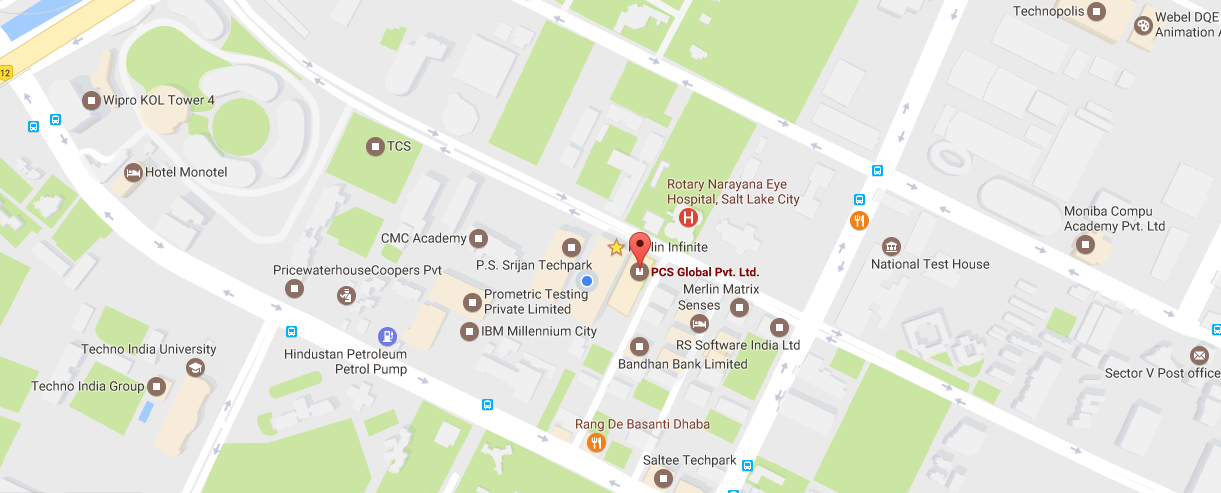 Technopolis
Webel DQE
Animation A
12
Wipro KOL Tower 4
TCS
Hotel Monotel
Rotary Narayana Eye
Hospital, Salt Lake City
H
Moniba Compu
Academy Pvt. Ltd
CMC Academy
lin Infinite
P.S. Srijan Techpark
National Test House
PricewaterhouseCoopers Pvt
PCS Global Pvt. Ltd.
Prometric Testing
Private Limited
Merlin Matrix
Senses
IBM Millennium City
RS Software India Ltd
Techno India University
Hindustan Petroleum
Petrol Pump
Bandhan Bank Limited
Sector V Post office
Techno India Group
Rang De Basanti Dhaba
Saltee Techpark